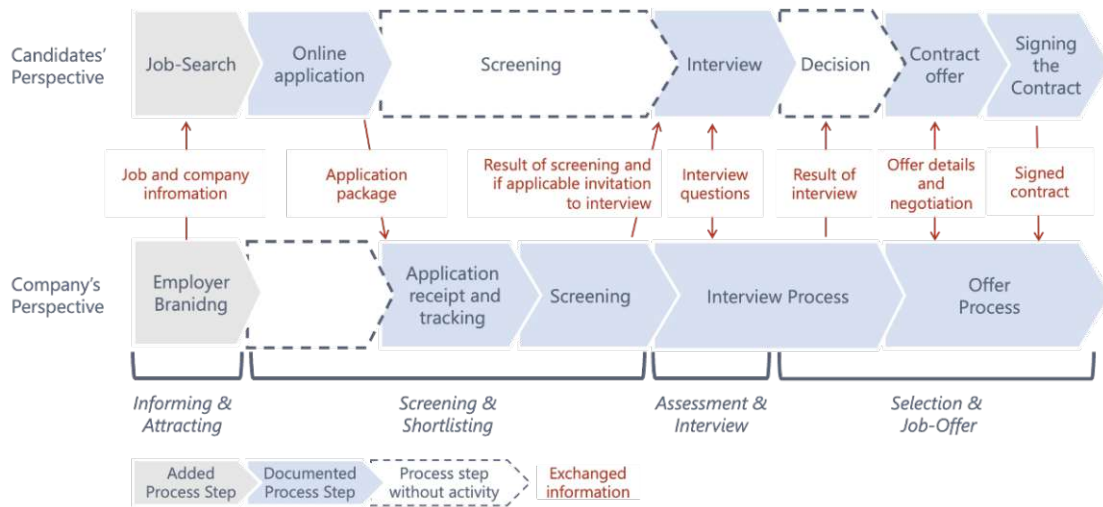 Candidates'
Perspective
Job-Search
Online
application
Screening
Interview
Decision
Contract
offer
Signing
the
Contract
Job and company
infromation
Application
package
Result of screening and
if applicable invitation
to interview
Interview
questions
Result of
interview
Offer details
and
negotiation
Signed
contract
Company's
Perspective
Employer
Branidng
Application
receipt and
tracking
Screening
Interview Process
Offer
Process
Informing &
Attracting
Screening &
Shortlisting
Assessment &
Interview
Selection &
Job-Offer
Added
Process Step
Documented
Process Step
Process step
without activity
Exchanged
information